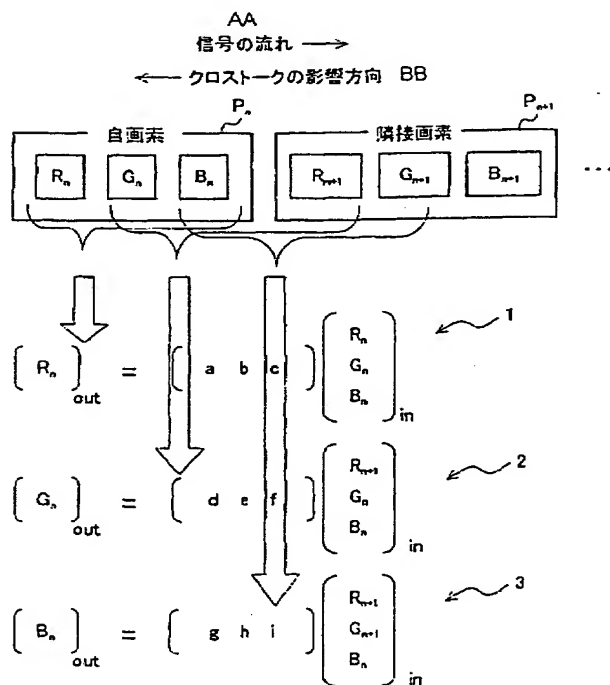 AA
信号の流れ →
← クロストークの影響方向 BB
Pn Pn+1
自画素 隣接画素
Rn Gn Bn Rn+1 Gn+1 Bn+1 ...
1
( Rn )out = ( a b c ) ( Rn Gn Bn )in
2
( Gn )out = ( d e f ) ( Rn+1 Gn Bn )in
3
( Bn )out = ( g h i ) ( Rn+1 Gn+1 Bn )in